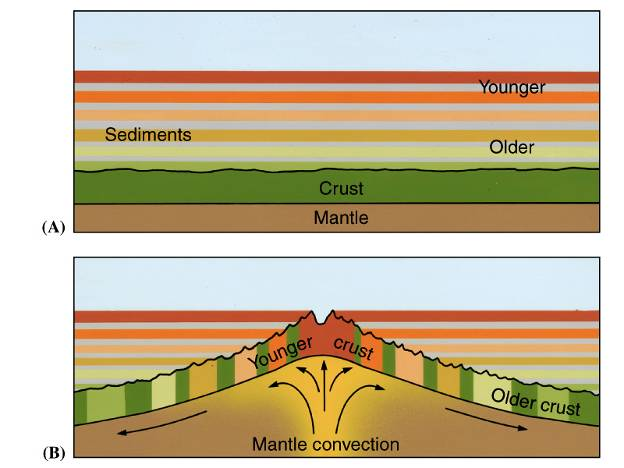 Younger
Sediments
Older
Crust
Mantle
(A)
Younger crust
Older crust
Mantle convection
(B)